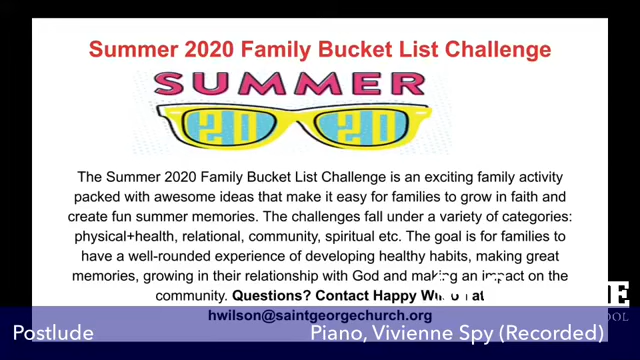 Summer 2020 Family Bucket List Challenge
SUMMER
2020
The Summer 2020 Family Bucket List Challenge is an exciting family activity
packed with awesome ideas that make it easy for families to grow in faith and
create fun summer memories. The challenges fall under a variety of categories:
physical+health, relational, community, spiritual etc. The goal is for families to
have a well-rounded experience of developing healthy habits, making great
memories, growing in their relationship with God and making an impact on the
community. Questions? Contact Happy at
hwilson@saintgeorgechurch.org
Postlude
Piano, Vivienne Spy (Recorded)